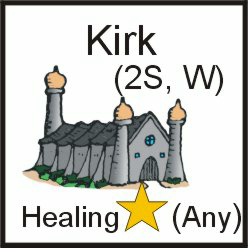 Kirk
(2S, W)
Healing (Any)